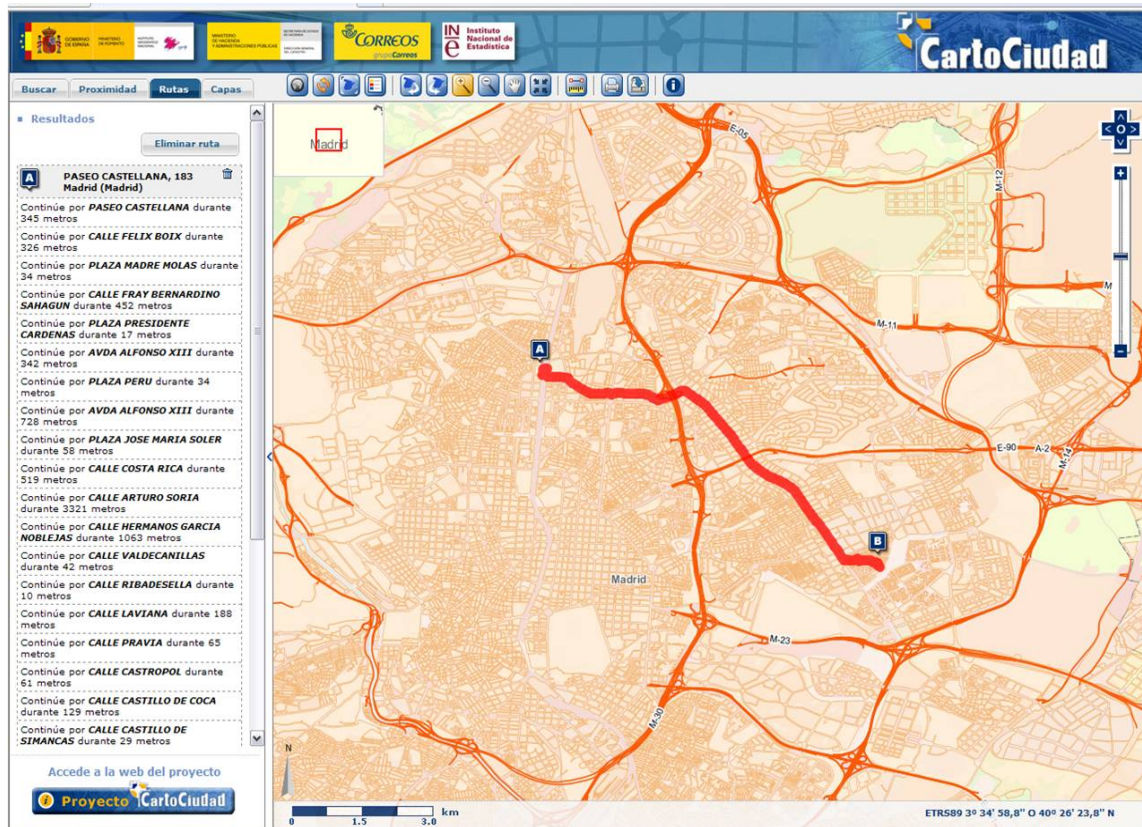 GOBIERNO DE ESPAÑA
MINISTERIO DE FOMENTO
INSTITUTO GEOGRÁFICO NACIONAL
MINISTERIO DE HACIENDA Y ADMINISTRACIONES PÚBLICAS
CORREOS
grupoCorreos
INE
Instituto
Nacional de
Estadística
CartoCiudad
Buscar
Proximidad
Rutas
Capas
Resultados
Eliminar ruta
A
PASEO CASTELLANA, 183
Madrid (Madrid)
Continúe por PASEO CASTELLANA durante
345 metros
Continúe por CALLE FELIX BOIX durante
326 metros
Continúe por PLAZA MADRE MOLAS durante
34 metros
Continúe por CALLE FRAY BERNARDINO
SAHAGUN durante 452 metros
Continúe por PLAZA PRESIDENTE
CARDENAS durante 17 metros
Continúe por AVDA ALFONSO XIII durante
342 metros
Continúe por PLAZA PERU durante 34
metros
Continúe por AVDA ALFONSO XIII durante
728 metros
Continúe por PLAZA JOSE MARIA SOLER
durante 58 metros
Continúe por CALLE COSTA RICA durante
519 metros
Continúe por CALLE ARTURO SORIA
durante 3321 metros
Continúe por CALLE HERMANOS GARCIA
NOBLEJAS durante 1063 metros
Continúe por CALLE VALDECANILLAS
durante 42 metros
Continúe por CALLE RIBADESELLA durante
10 metros
Continúe por CALLE LAVIANA durante 188
metros
Continúe por CALLE PRAVIA durante 65
metros
Continúe por CALLE CASTROPOL durante
61 metros
Continúe por CALLE CASTILLO DE COCA
durante 129 metros
Continúe por CALLE CASTILLO DE
SIMANCAS durante 29 metros
Accede a la web del proyecto
Proyecto CartoCiudad
Madrid
E-05
M-12
M
M-11
A
E-90
A-2
M-14
B
Madrid
M-23
M-30
N
0 1.5 3.0 km
ETRS89 3º 34' 58,8'' O 40º 26' 23,8'' N